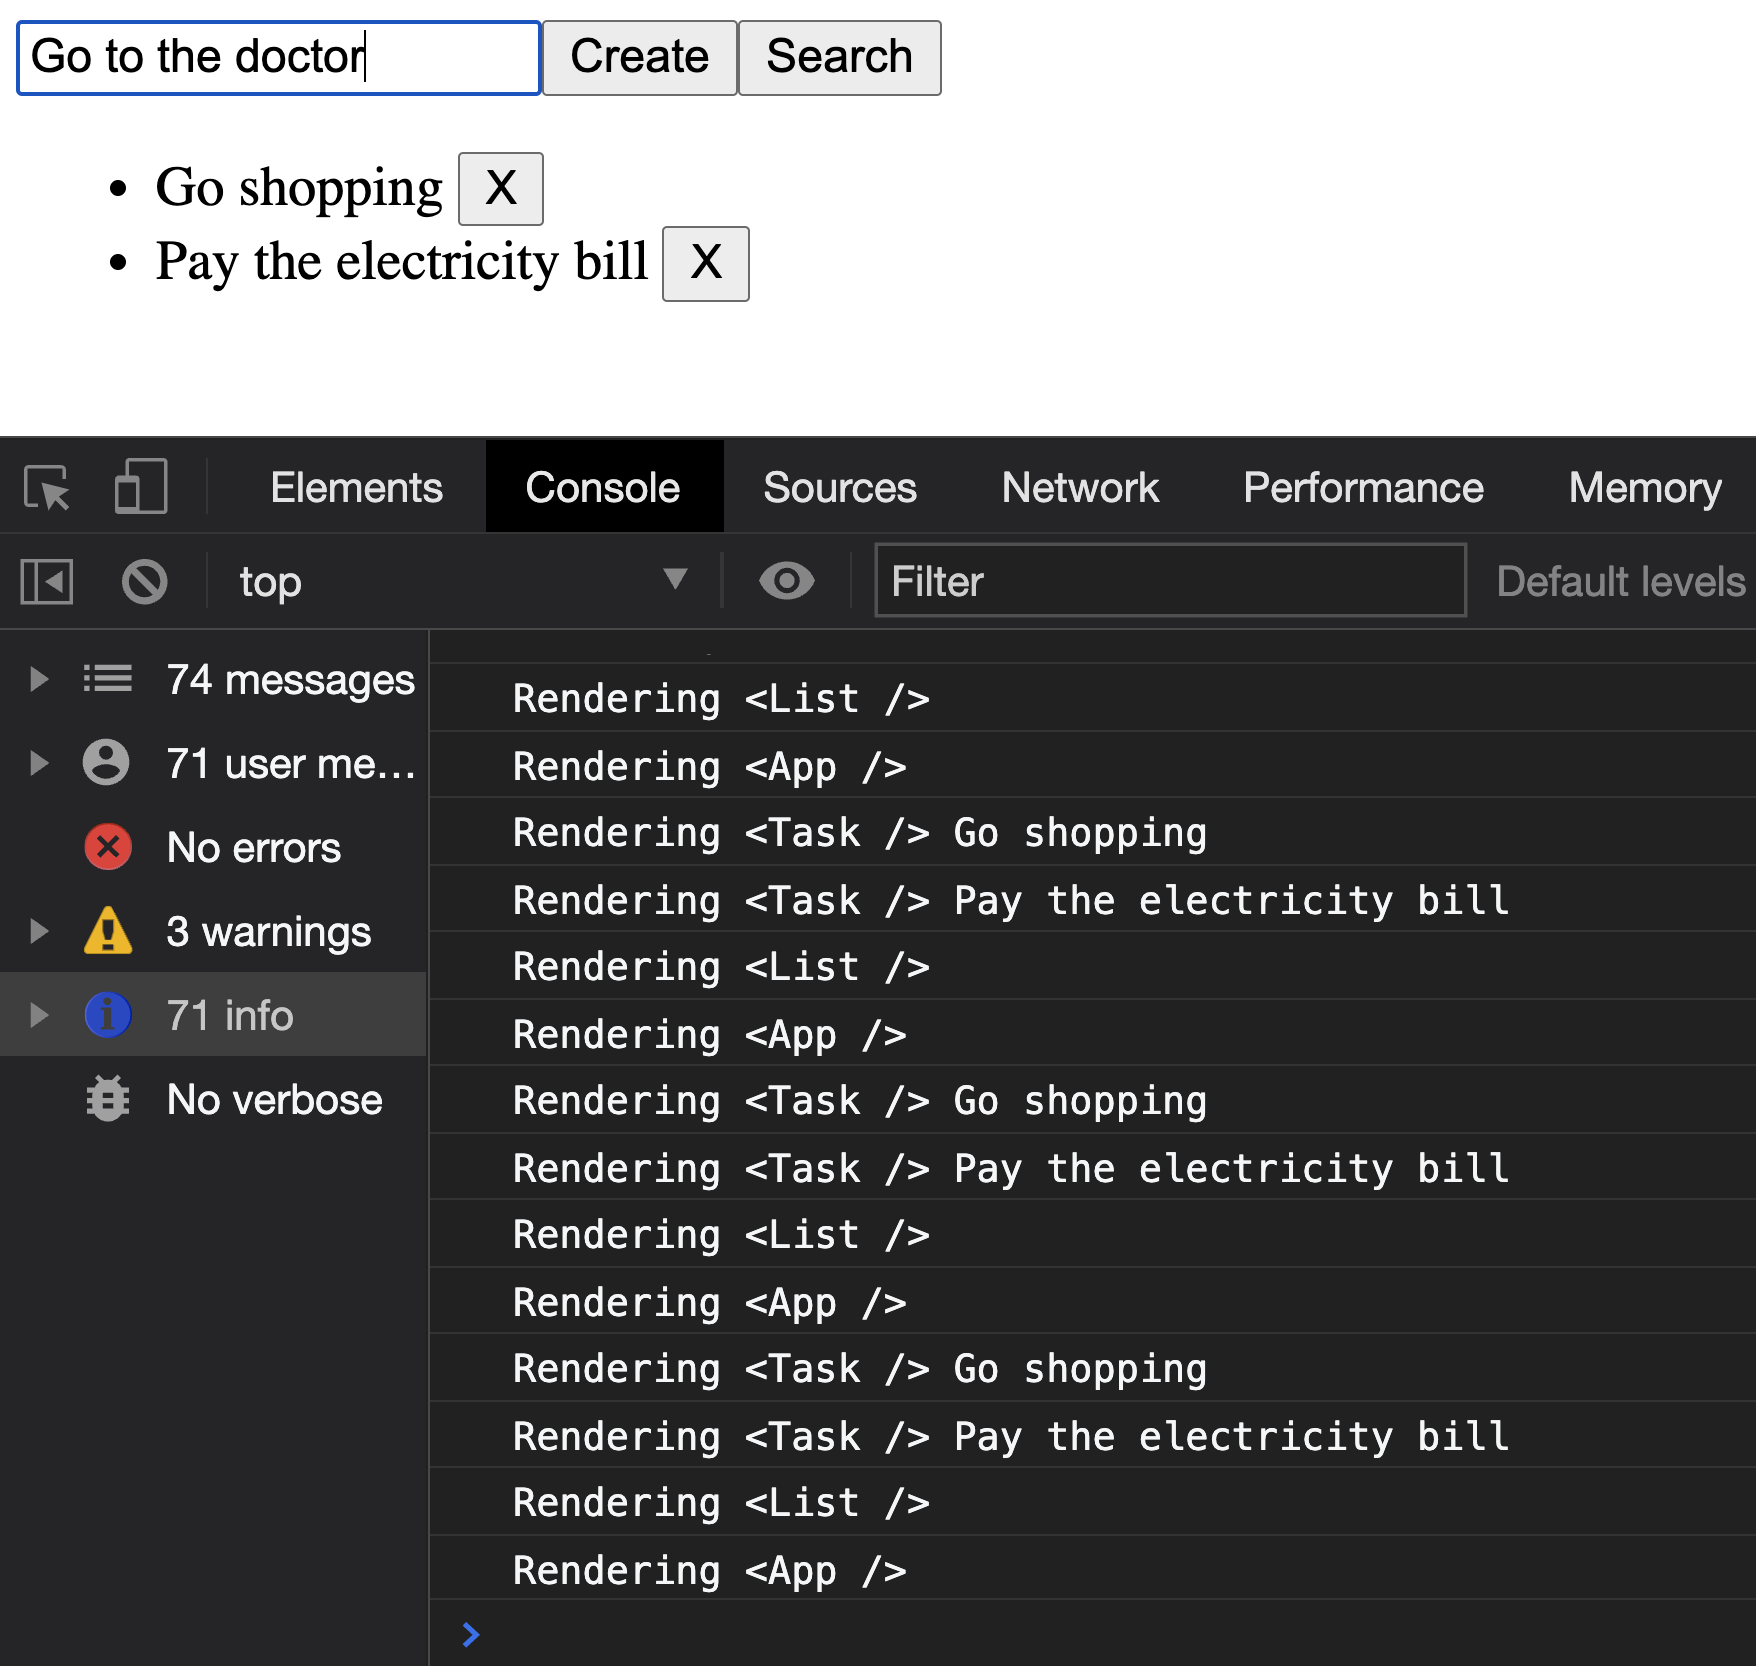 Go to the doctor Create Search
Go shopping X
Pay the electricity bill X
Elements Console Sources Network Performance Memory
top Filter Default levels
74 messages
71 user me...
No errors
3 warnings
71 info
No verbose
Rendering <List />
Rendering <App />
Rendering <Task /> Go shopping
Rendering <Task /> Pay the electricity bill
Rendering <List />
Rendering <App />
Rendering <Task /> Go shopping
Rendering <Task /> Pay the electricity bill
Rendering <List />
Rendering <App />
Rendering <Task /> Go shopping
Rendering <Task /> Pay the electricity bill
Rendering <List />
Rendering <App />